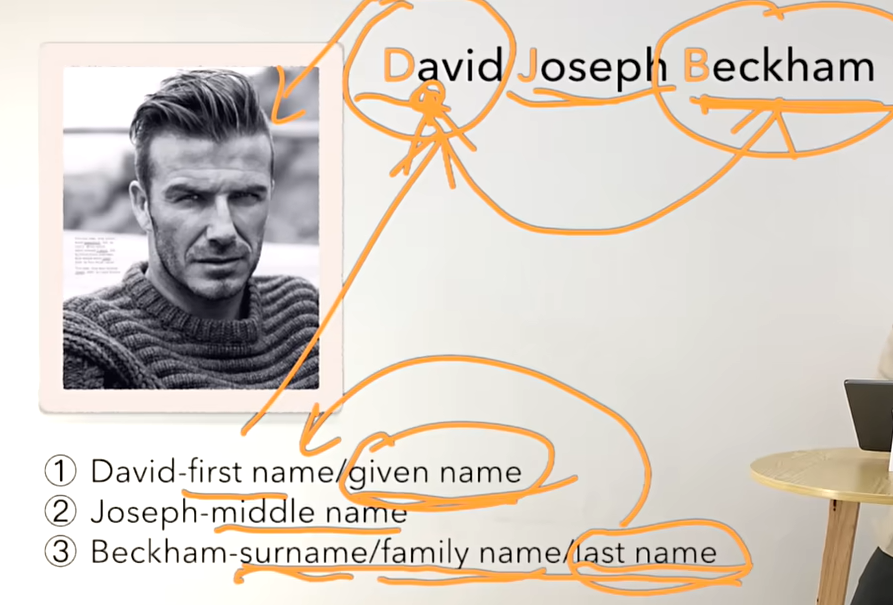 David Joseph Beckham
① David-first name/given name
② Joseph-middle name
③ Beckham-surname/family name/last name